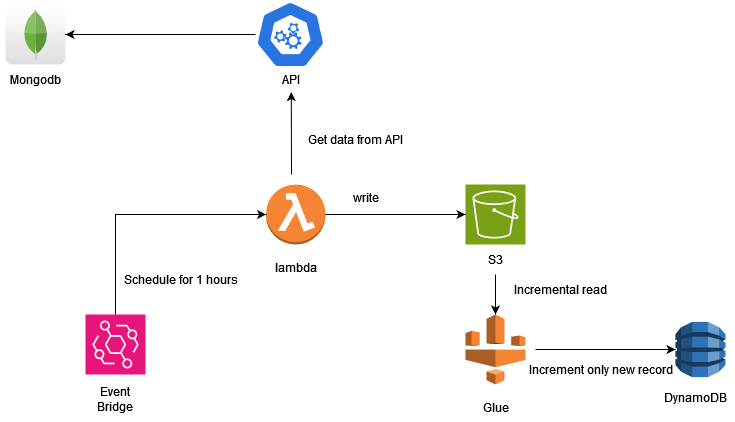 Mongodb
API
Get data from API
write
lambda
S3
Schedule for 1 hours
Incremental read
Event
Bridge
Glue
Increment only new record
DynamoDB